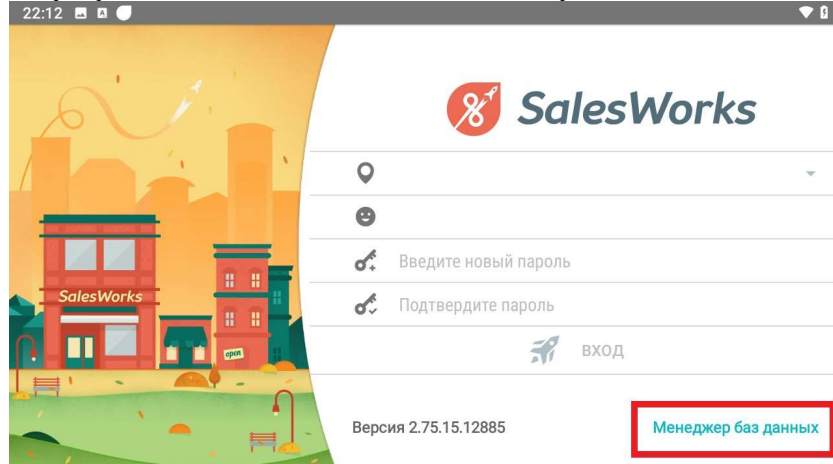 22:12
SalesWorks
Введите новый пароль
Подтвердите пароль
ВХОД
SalesWorks
open
Версия 2.75.15.12885
Менеджер баз данных